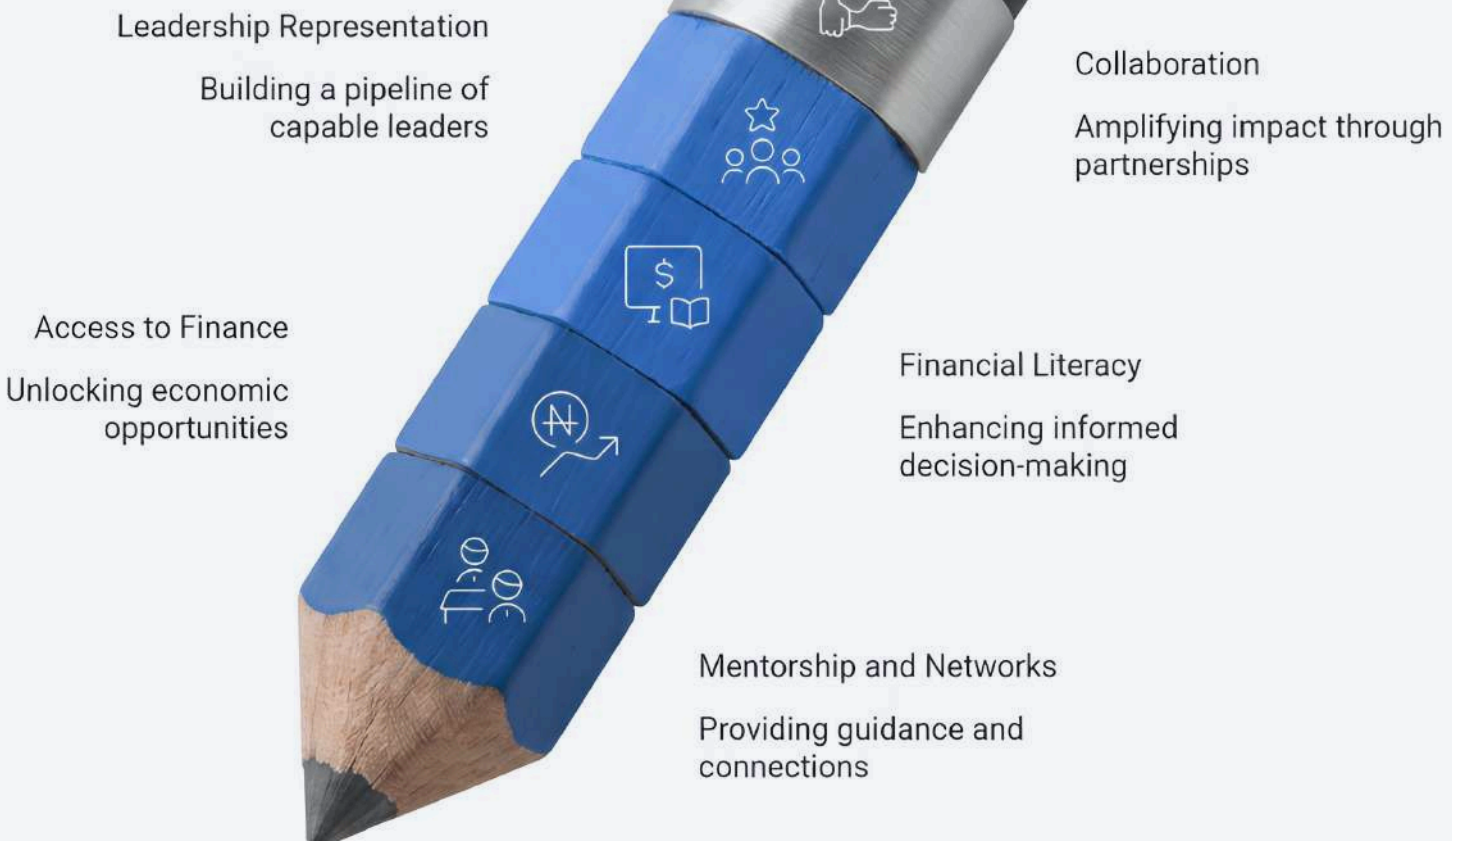 Leadership Representation
Building a pipeline of
capable leaders
Collaboration
Amplifying impact through
partnerships
$
Access to Finance
Unlocking economic
opportunities
₦
Financial Literacy
Enhancing informed
decision-making
Mentorship and Networks
Providing guidance and
connections